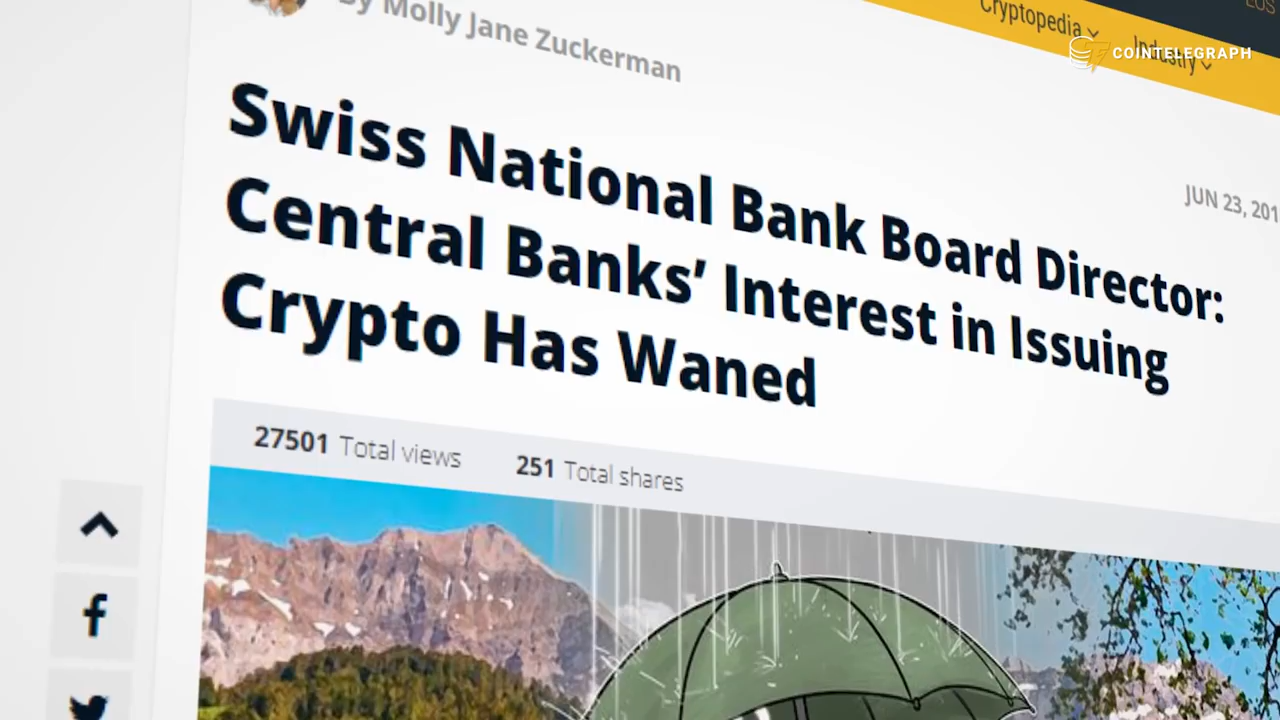 By Molly Jane Zuckerman
Cryptopedia
Industry
COINTELEGRAPH
JUN 23, 201
Swiss National Bank Board Director:
Central Banks’ Interest in Issuing
Crypto Has Waned
27501 Total views
251 Total shares